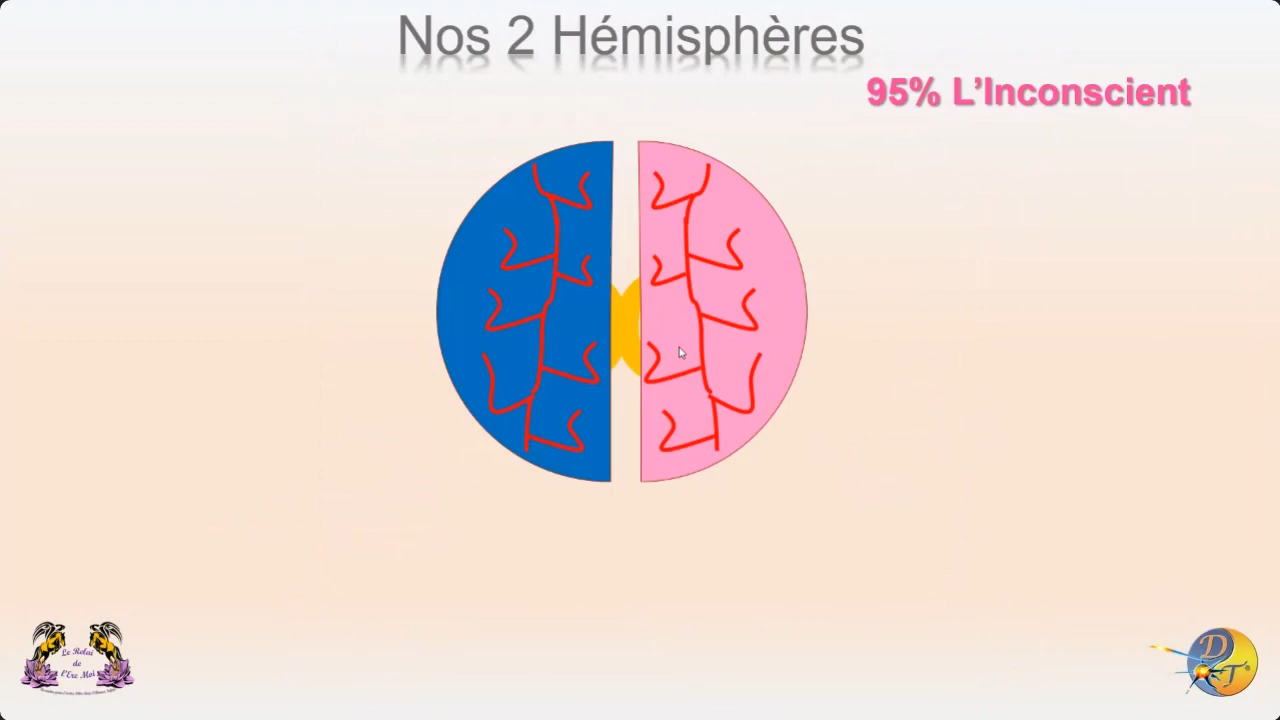 Nos 2 Hémisphères
95% L’Inconscient
Le Relai
de
l'Ere Moi
D
T®